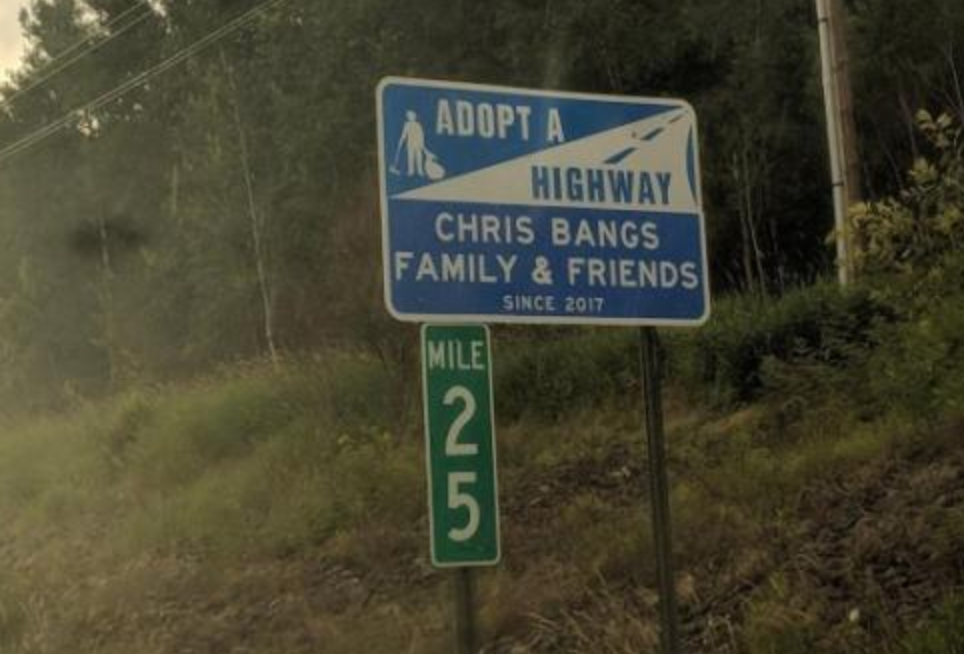 ADOPT A
HIGHWAY
CHRIS BANGS
FAMILY & FRIENDS
SINCE 2017
MILE
2
5